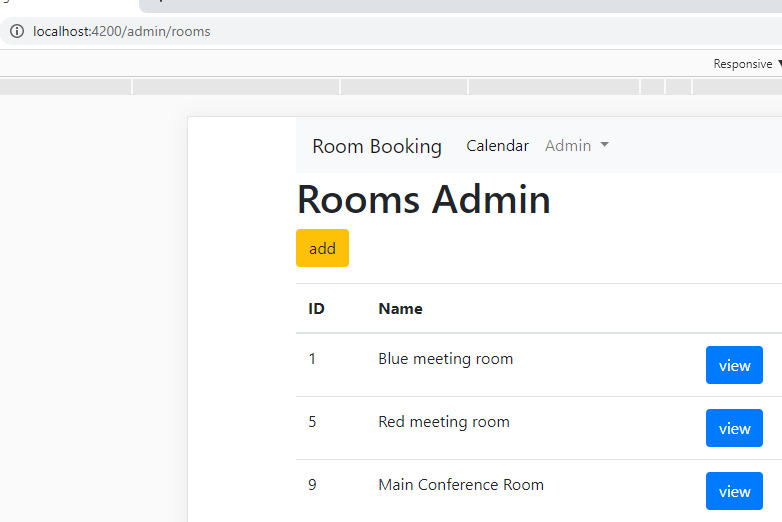 localhost:4200/admin/rooms
Responsive ▼
Room Booking Calendar Admin
Rooms Admin
add
ID Name
1 Blue meeting room view
5 Red meeting room view
9 Main Conference Room view